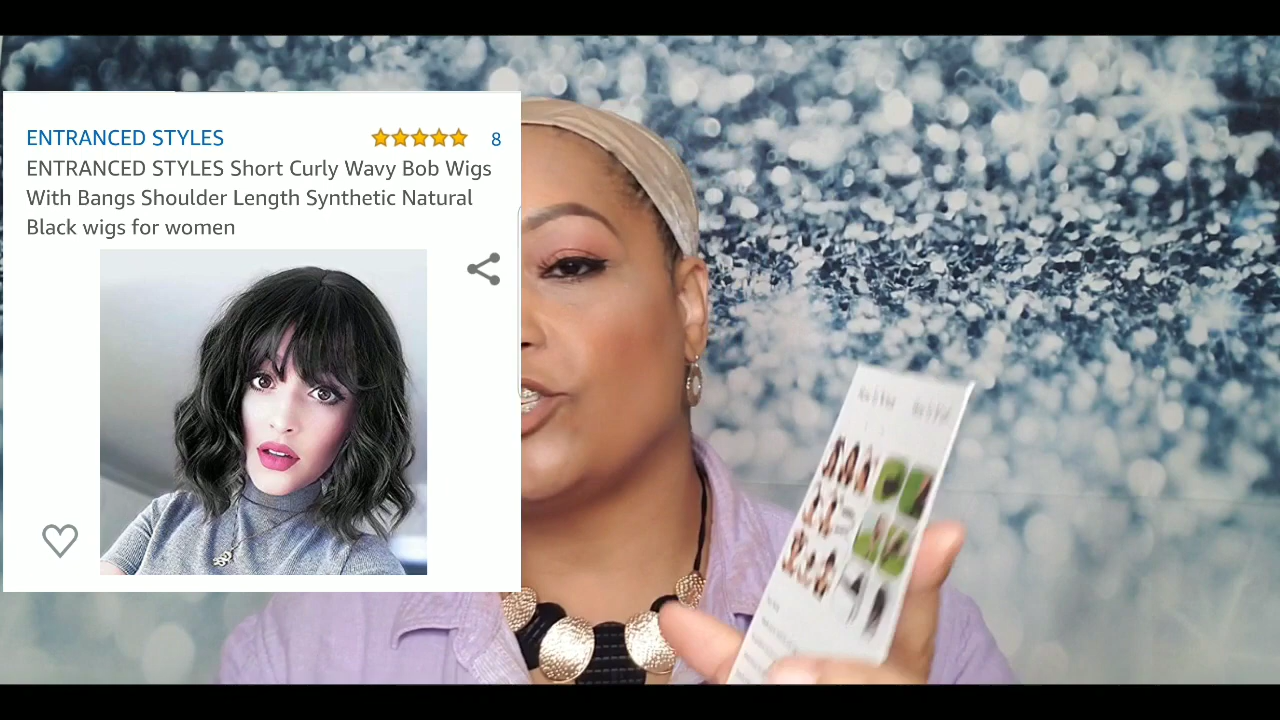 ENTRANCED STYLES
8
ENTRANCED STYLES Short Curly Wavy Bob Wigs
With Bangs Shoulder Length Synthetic Natural
Black wigs for women